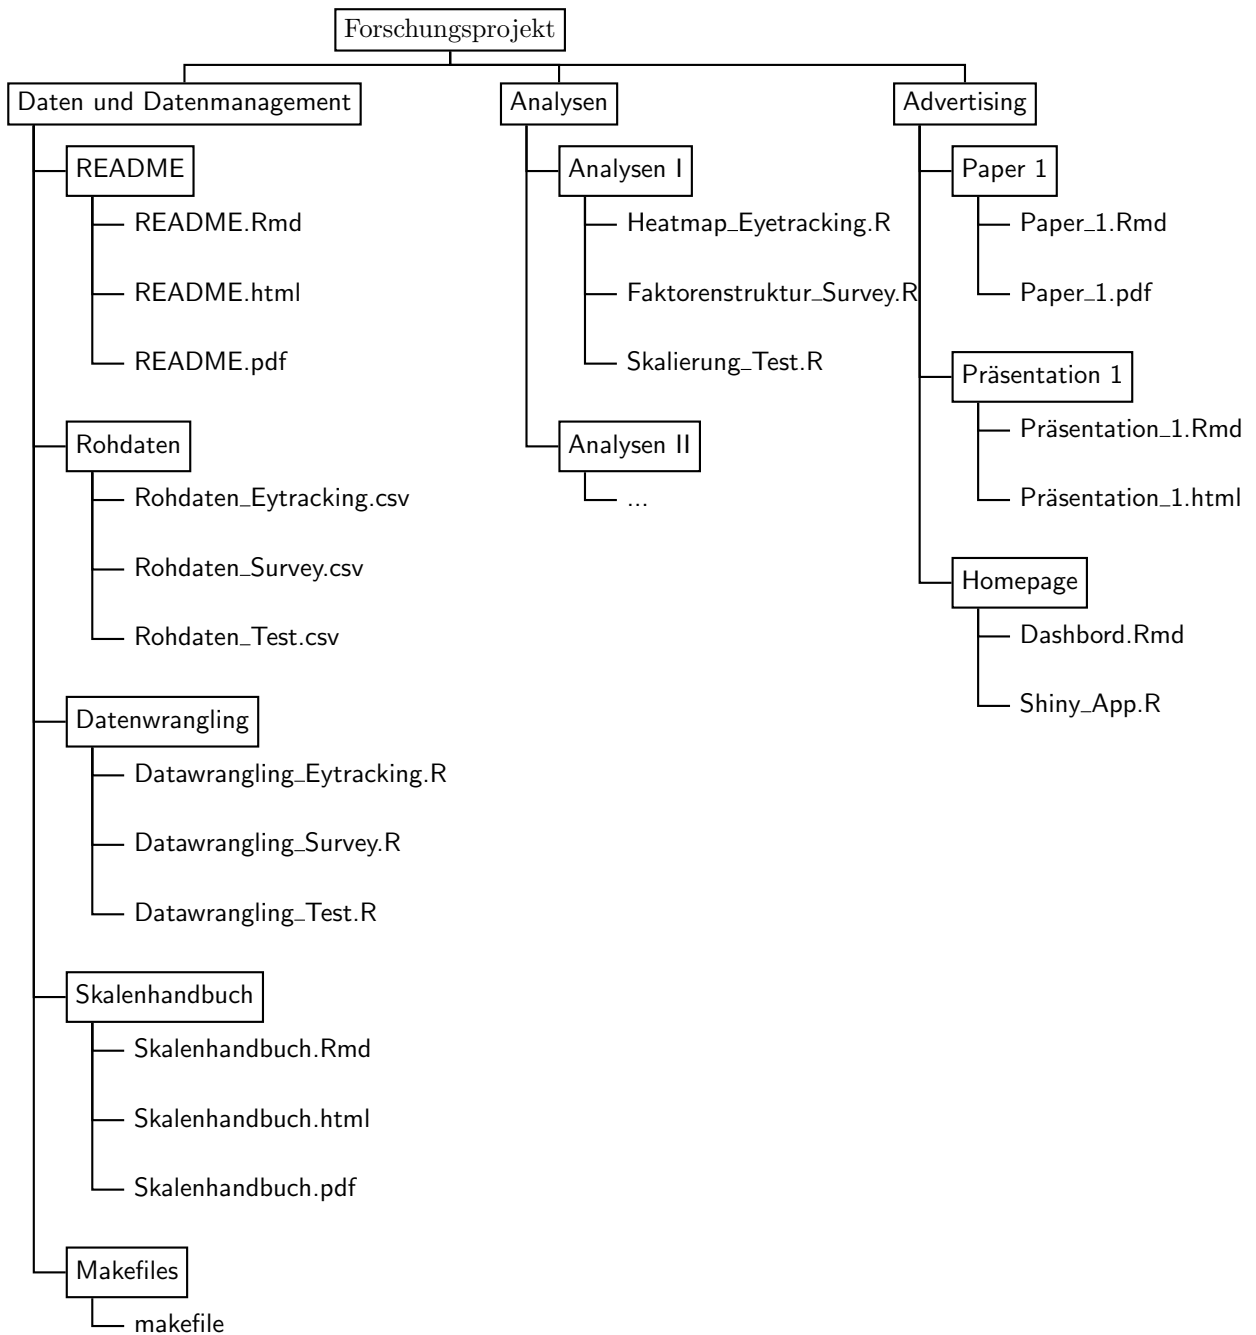 Forschungsprojekt
Daten und Datenmanagement
README
README.Rmd
README.html
README.pdf
Rohdaten
Rohdaten_Eytracking.csv
Rohdaten_Survey.csv
Rohdaten_Test.csv
Datenwrangling
Datawrangling_Eytracking.R
Datawrangling_Survey.R
Datawrangling_Test.R
Skalenhandbuch
Skalenhandbuch.Rmd
Skalenhandbuch.html
Skalenhandbuch.pdf
Makefiles
makefile
Analysen
Analysen I
Heatmap_Eyetracking.R
Faktorenstruktur_Survey.R
Skalierung_Test.R
Analysen II
...
Advertising
Paper 1
Paper_1.Rmd
Paper_1.pdf
Präsentation 1
Präsentation_1.Rmd
Präsentation_1.html
Homepage
Dashbord.Rmd
Shiny_App.R